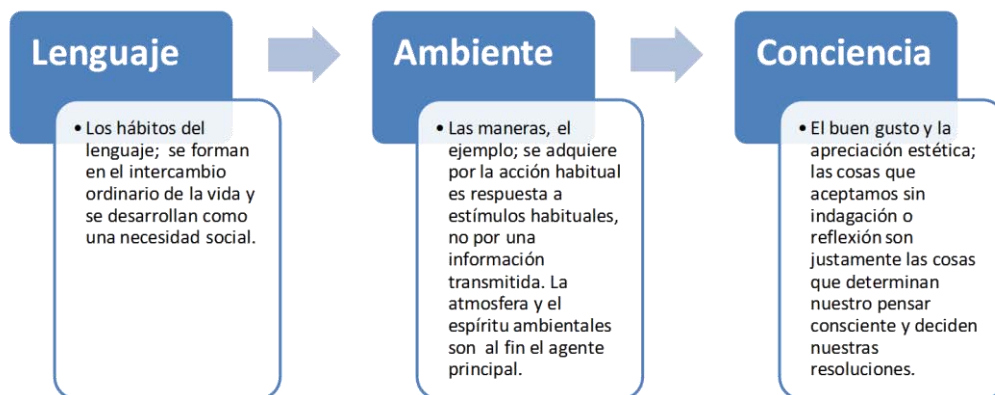 Lenguaje
• Los hábitos del
lenguaje; se forman
en el intercambio
ordinario de la vida y
se desarrollan como
una necesidad social.
Ambiente
• Las maneras, el
ejemplo; se adquiere
por la acción habitual
es respuesta a
estímulos habituales,
no por una
información
transmitida. La
atmosfera y el
espíritu ambientales
son al fin el agente
principal.
Conciencia
• El buen gusto y la
apreciación estética;
las cosas que
aceptamos sin
indagación o
reflexión son
justamente las cosas
que determinan
nuestro pensar
consciente y deciden
nuestras
resoluciones.